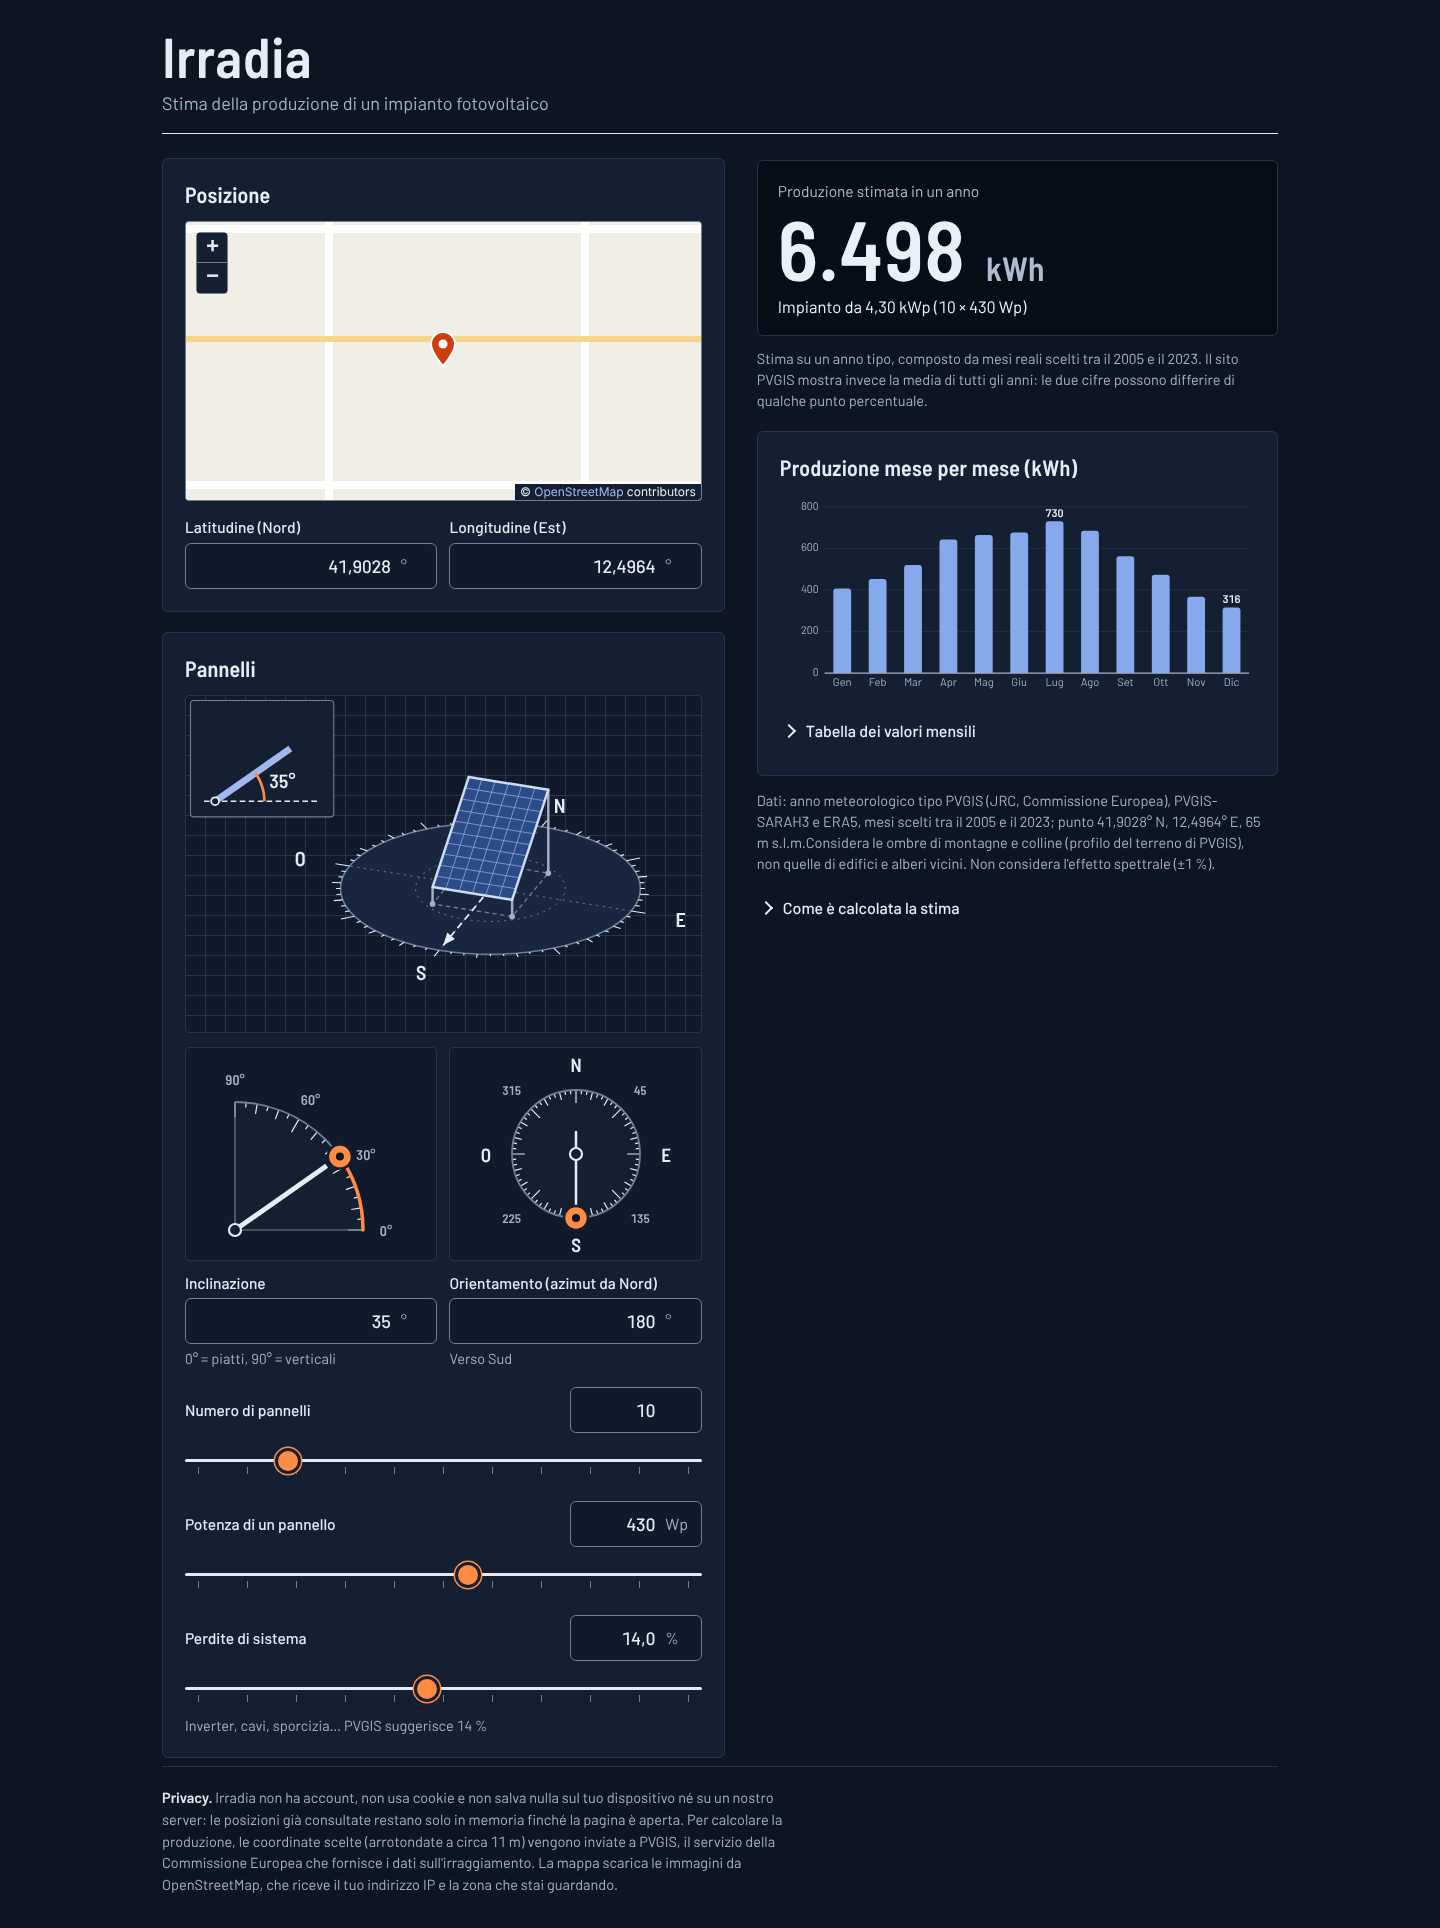 Irradia
Stima della produzione di un impianto fotovoltaico
Posizione
+
−
© OpenStreetMap contributors
Latitudine (Nord)
Longitudine (Est)
41,9028 °
12,4964 °
Pannelli
35°
N
O
E
S
90°
60°
30°
0°
N
315
45
O
E
225
135
S
Inclinazione
Orientamento (azimut da Nord)
35 °
180 °
0° = piatti, 90° = verticali
Verso Sud
Numero di pannelli
10
Potenza di un pannello
430 Wp
Perdite di sistema
14,0 %
Inverter, cavi, sporcizia... PVGIS suggerisce 14 %
Produzione stimata in un anno
6.498 kWh
Impianto da 4,30 kWp (10 × 430 Wp)
Stima su un anno tipo, composto da mesi reali scelti tra il 2005 e il 2023. Il sito
PVGIS mostra invece la media di tutti gli anni: le due cifre possono differire di
qualche punto percentuale.
Produzione mese per mese (kWh)
800
600
400
200
0
730
316
Gen Feb Mar Apr Mag Giu Lug Ago Set Ott Nov Dic
Tabella dei valori mensili
Dati: anno meteorologico tipo PVGIS (JRC, Commissione Europea), PVGIS-
SARAH3 e ERA5, mesi scelti tra il 2005 e il 2023; punto 41,9028° N, 12,4964° E, 65
m s.l.m.Considera le ombre di montagne e colline (profilo del terreno di PVGIS),
non quelle di edifici e alberi vicini. Non considera l'effetto spettrale (±1 %).
Come è calcolata la stima
Privacy. Irradia non ha account, non usa cookie e non salva nulla sul tuo dispositivo né su un nostro
server: le posizioni già consultate restano solo in memoria finché la pagina è aperta. Per calcolare la
produzione, le coordinate scelte (arrotondate a circa 11 m) vengono inviate a PVGIS, il servizio della
Commissione Europea che fornisce i dati sull'irraggiamento. La mappa scarica le immagini da
OpenStreetMap, che riceve il tuo indirizzo IP e la zona che stai guardando.